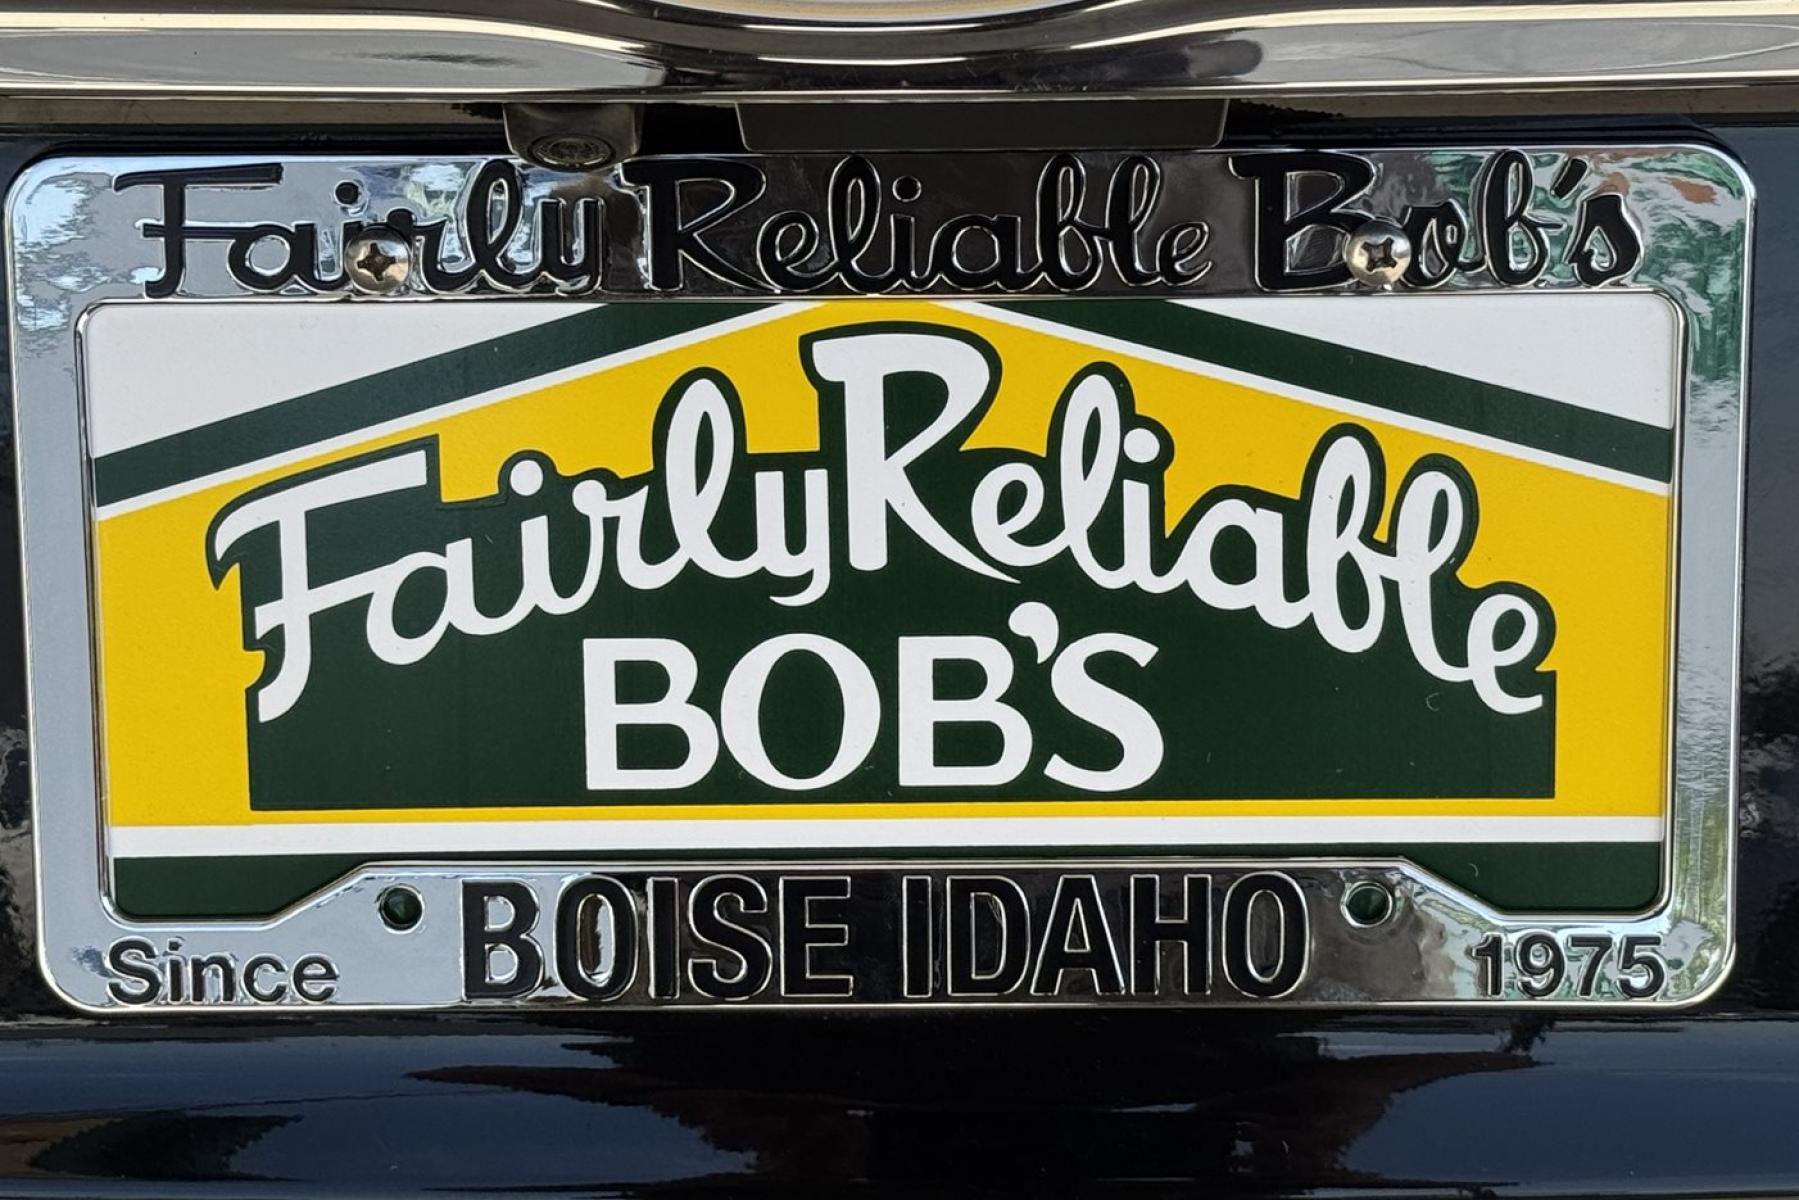 Fairly Reliable Bob's
Fairly Reliable
BOB'S
Since BOISE IDAHO 1975